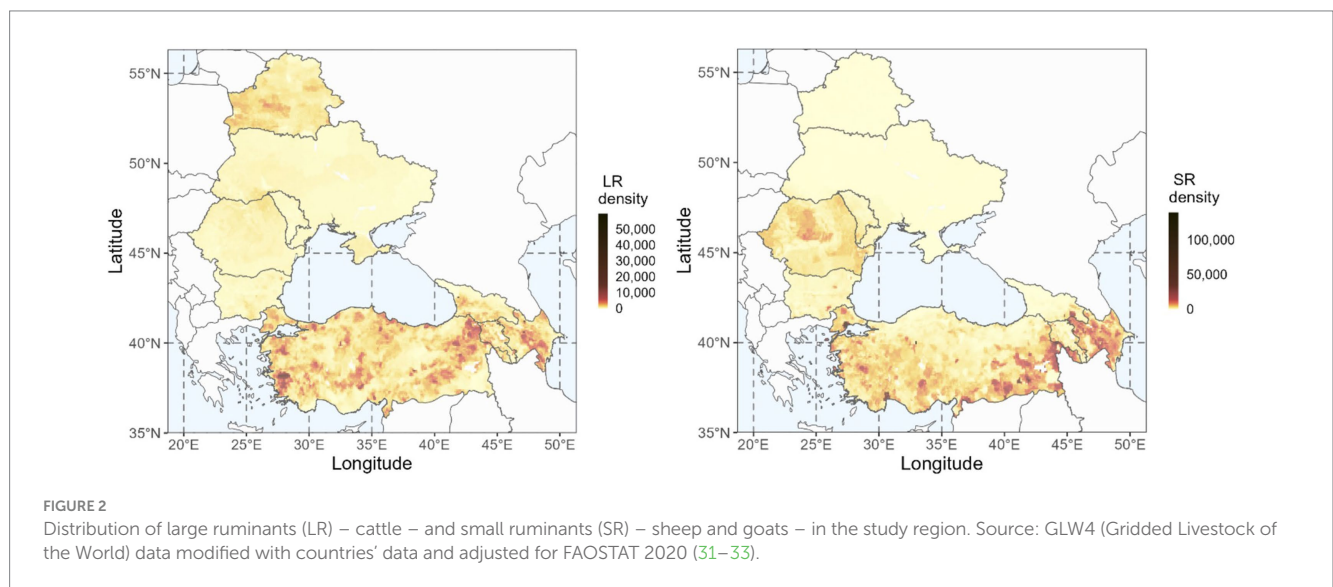 55°N
50°N
45°N
40°N
35°N
Latitude
20°E 25°E 30°E 35°E 40°E 45°E 50°E
Longitude
LR
density
50,000
40,000
30,000
20,000
10,000
0
55°N
50°N
45°N
40°N
35°N
Latitude
20°E 25°E 30°E 35°E 40°E 45°E 50°E
Longitude
SR
density
100,000
50,000
0
FIGURE 2
Distribution of large ruminants (LR) – cattle – and small ruminants (SR) – sheep and goats – in the study region. Source: GLW4 (Gridded Livestock of
the World) data modified with countries' data and adjusted for FAOSTAT 2020 (31–33).